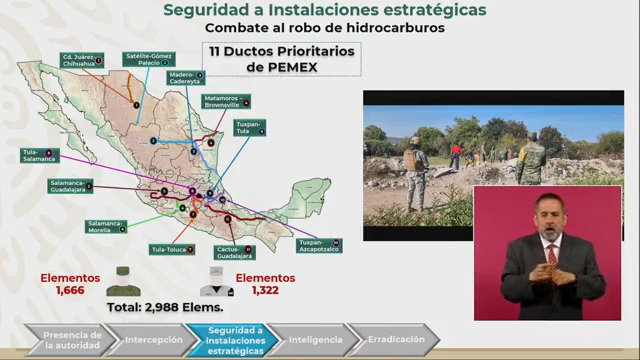 Seguridad a Instalaciones estratégicas
Combate al robo de hidrocarburos
11 Ductos Prioritarios
de PEMEX
Cd. Juárez-
Chihuahua
Satélite-Gómez
Palacio
Madero-
Cadereyta
Matamoros –
Brownsville
Tuxpan-
Tula
Tula-
Salamanca
Salamanca-
Guadalajara
Salamanca-
Morelia
Tula-Toluca
Cactus-
Guadalajara
Tuxpan-
Azcapotzalco
Elementos
1,666
Elementos
1,322
Total: 2,988 Elems.
Presencia de
la autoridad
Intercepción
Seguridad a
instalaciones
estratégicas
Inteligencia
Erradicación